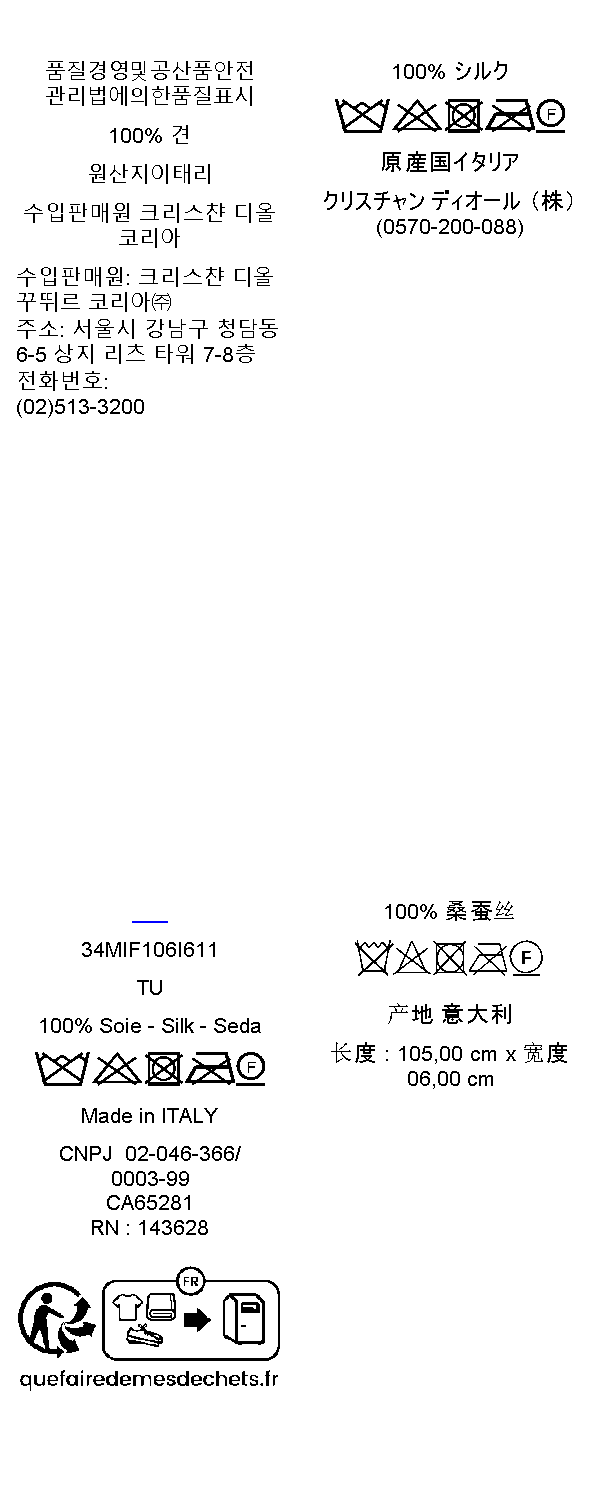 품질경영및공산품안전
관리법에의한품질표시
100% 견
원산지이태리
수입판매원 크리스챤 디올
코리아
수입판매원: 크리스챤 디올
꾸뛰르 코리아㈜
주소: 서울시 강남구 청담동
6-5 상지 리츠 타워 7-8층
전화번호:
(02)513-3200
100% シルク
F
原産国イタリア
クリスチャン ディオール（株）
(0570-200-088)
34MIF106I611
TU
100% Soie - Silk - Seda
F
Made in ITALY
CNPJ 02-046-366/
0003-99
CA65281
RN : 143628
FR
quefairedemesdechets.fr
100% 桑蚕丝
F
产地 意大利
长度 : 105,00 cm x 宽度
06,00 cm